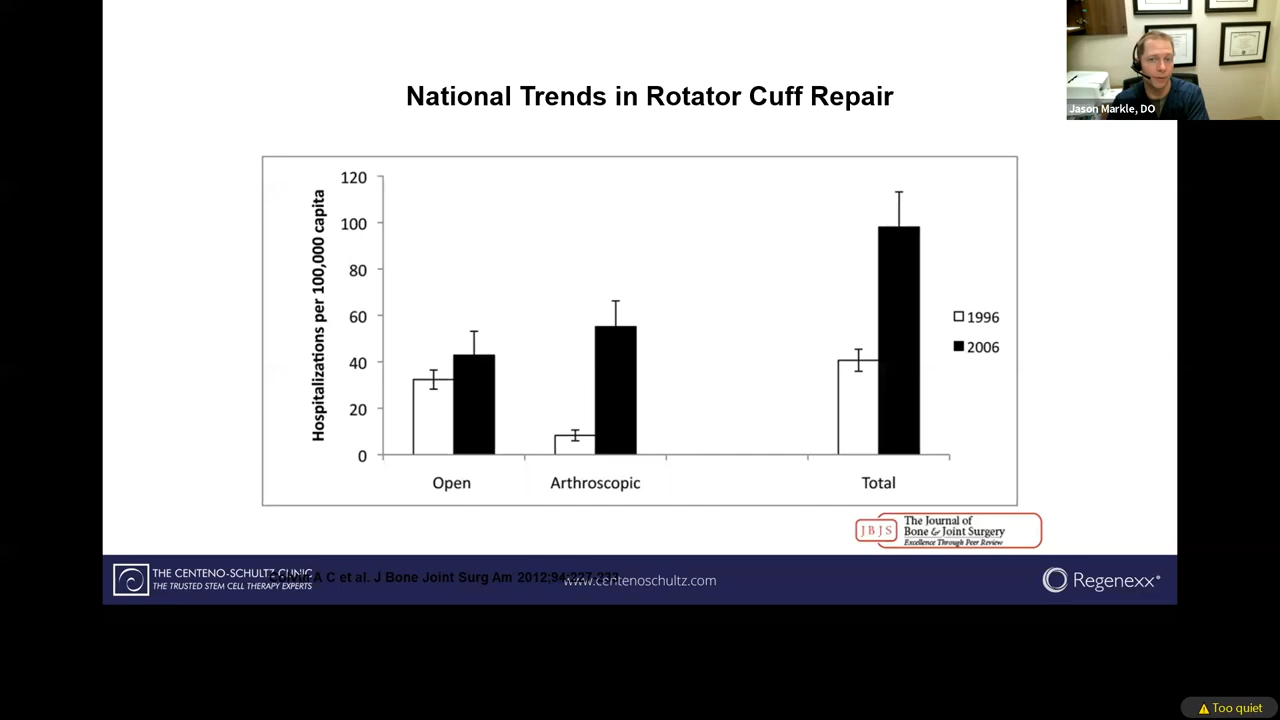 Jason Markle, DO
National Trends in Rotator Cuff Repair
Hospitalizations per 100,000 capita
120
100
80
60
40
20
0
Open
Arthroscopic
Total
1996
2006
JBJS
The Journal of
Bone & Joint Surgery
Excellence Through Peer Review
THE CENTENO-SCHULTZ CLINIC
THE TRUSTED STEM CELL THERAPY EXPERTS
A C et al. J Bone Joint Surg Am 2012;94:
www.centenoschultz.com
Regenexx®
Too quiet